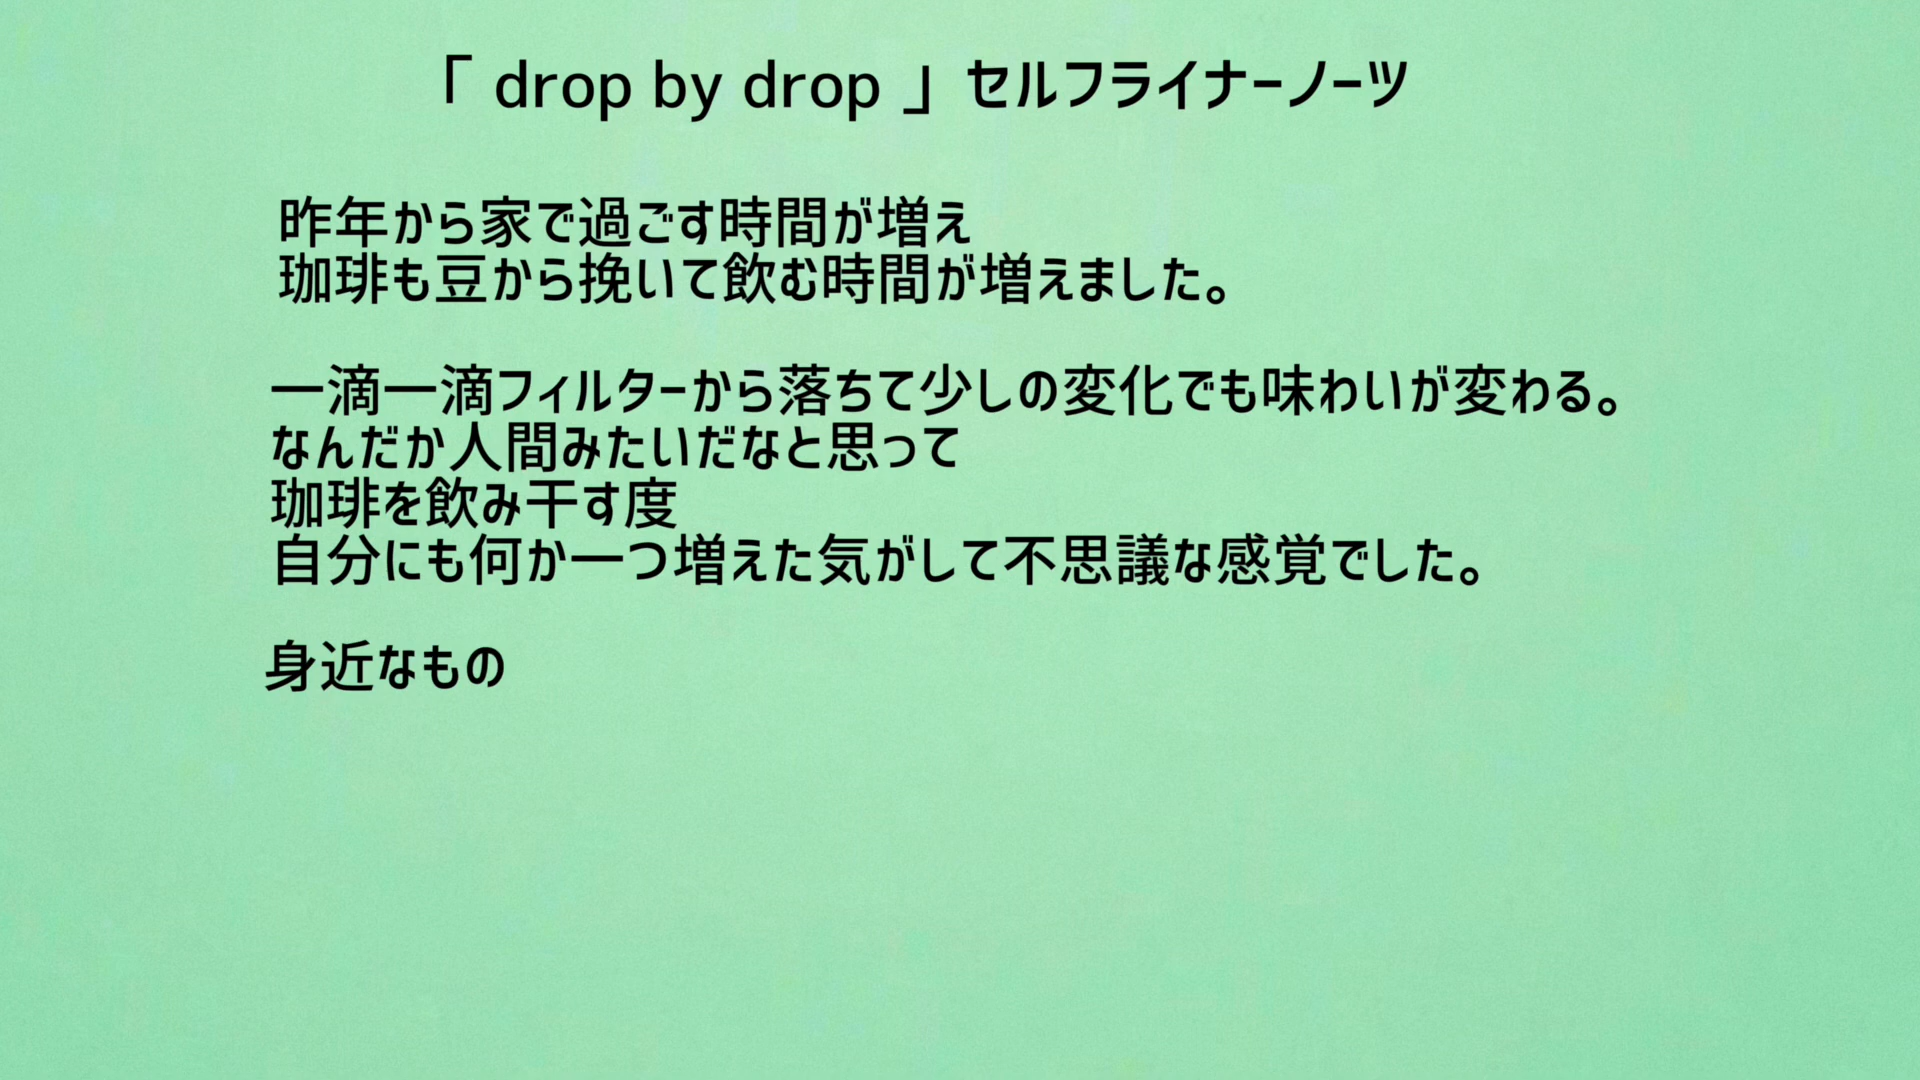 「 drop by drop 」セルフライナーノーツ
昨年から家で過ごす時間が増え
珈琲も豆から挽いて飲む時間が増えました。
一滴一滴フィルターから落ちて少しの変化でも味わいが変わる。
なんだか人間みたいだなと思って
珈琲を飲み干す度
自分にも何か一つ増えた気がして不思議な感覚でした。
身近なもの